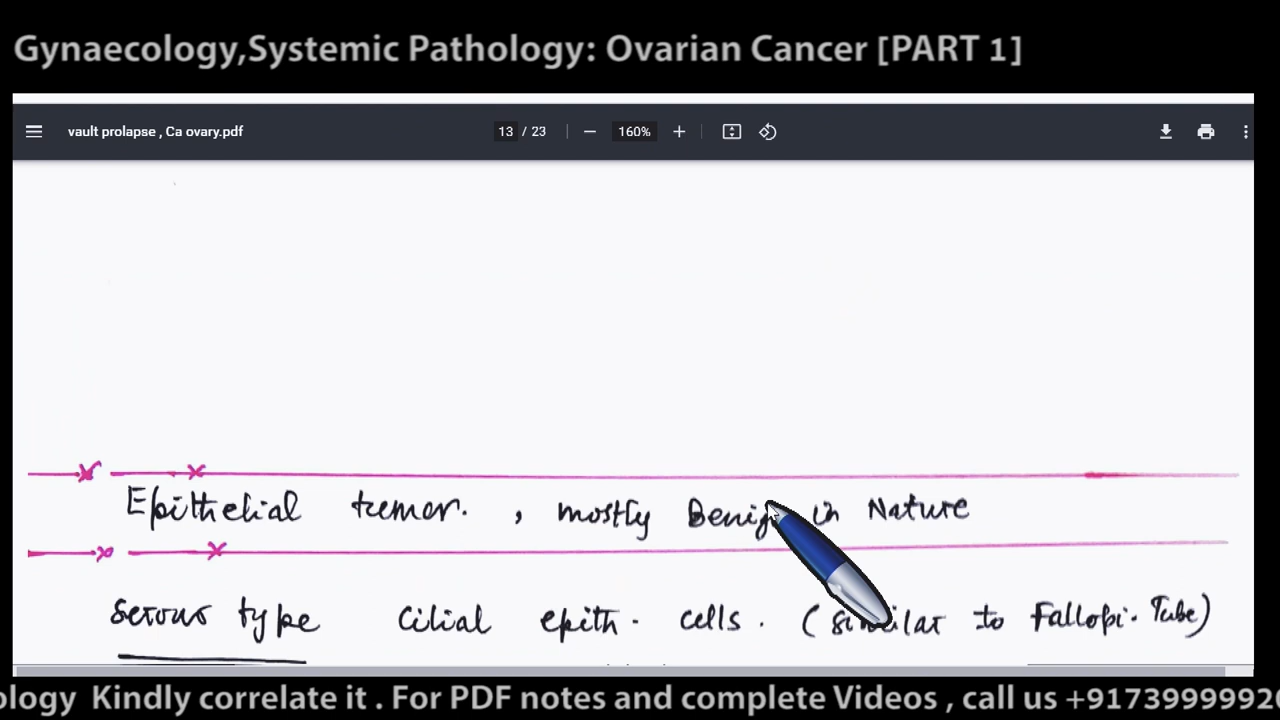 Gynaecology,Systemic Pathology: Ovarian Cancer [PART 1]
vault prolapse , Ca ovary.pdf 13 / 23 160%
Epithelial tumor. , mostly Benign in Nature
Serous type Cilial epith. cells. (similar to Fallopi. Tube)
ology Kindly correlate it . For PDF notes and complete Videos , call us +9173999992